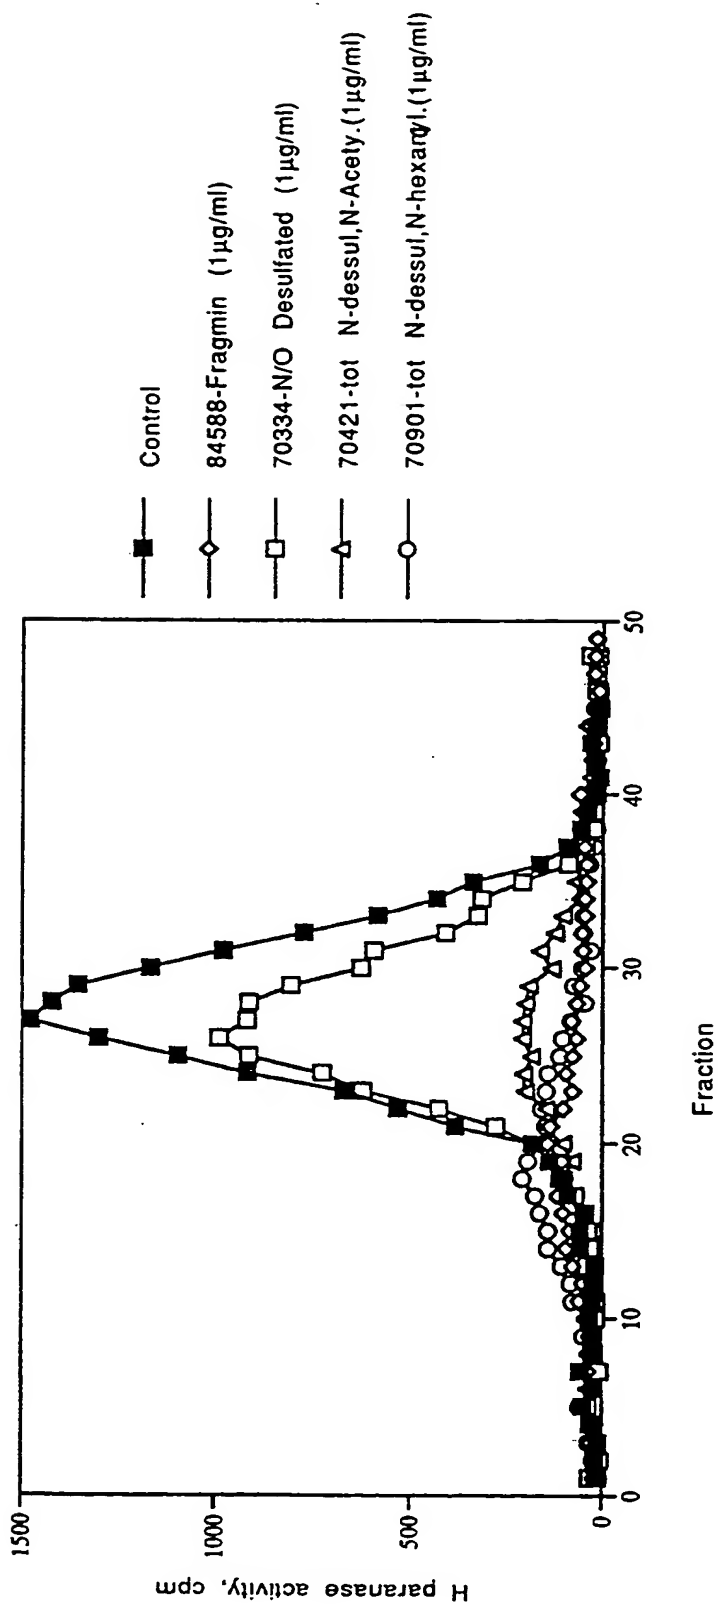 Control
84588-Fragmin (1µg/ml)
70334-N/O Desulfated (1µg/ml)
70421-tot N-dessul,N-Acety.(1µg/ml)
70901-tot N-dessul,N-hexanyl.(1µg/ml)
1500
1000
500
0
H paranase activity, cpm
0
10
20
30
40
50
Fraction